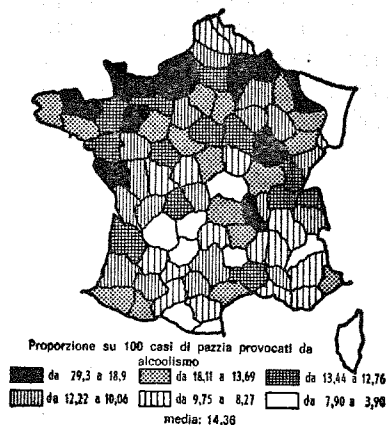 Proporzione su 100 casi di pazzia provocati da
alcoolismo
da 29,3 a 18,9 da 18,11 a 13,69 da 13,44 a 12,76
da 12,22 a 10,06 da 9,75 a 8,27 da 7,90 a 3,90
media: 14,36